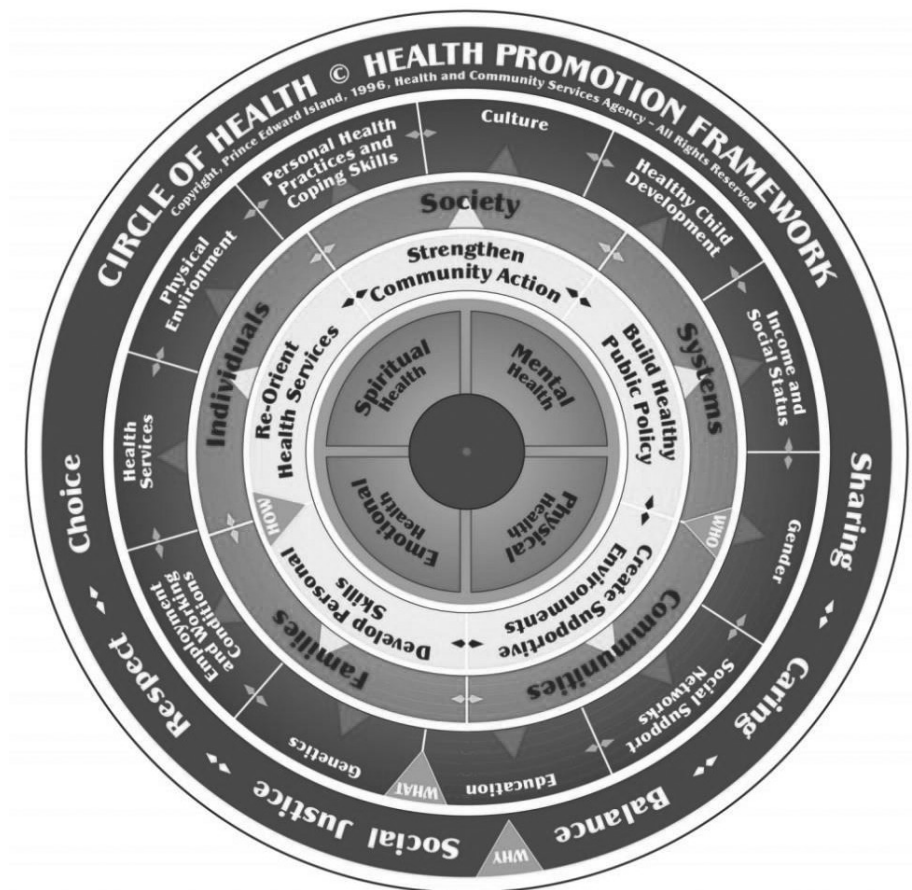 CIRCLE OF HEALTH © HEALTH PROMOTION FRAMEWORK
Copyright, Prince Edward Island, 1996, Health and Community Services Agency – All Rights Reserved
Sharing
Caring
Balance
WHY
Social Justice
Respect
Choice
Culture
Healthy Child
Development
Income and
Social Status
Gender
Social Support
Networks
Education
WHAT
Genetics
Employment
and Working
Conditions
Health
Services
Physical
Environment
Personal Health
Practices and
Coping Skills
Society
Systems
WHO
Communities
Families
Individuals
Strengthen
Community Action
Build Healthy
Public Policy
Create Supportive
Environments
Develop Personal
Skills
HOW
Re-Orient
Health Services
Spiritual
Health
Mental
Health
Physical
Health
Emotional
Health